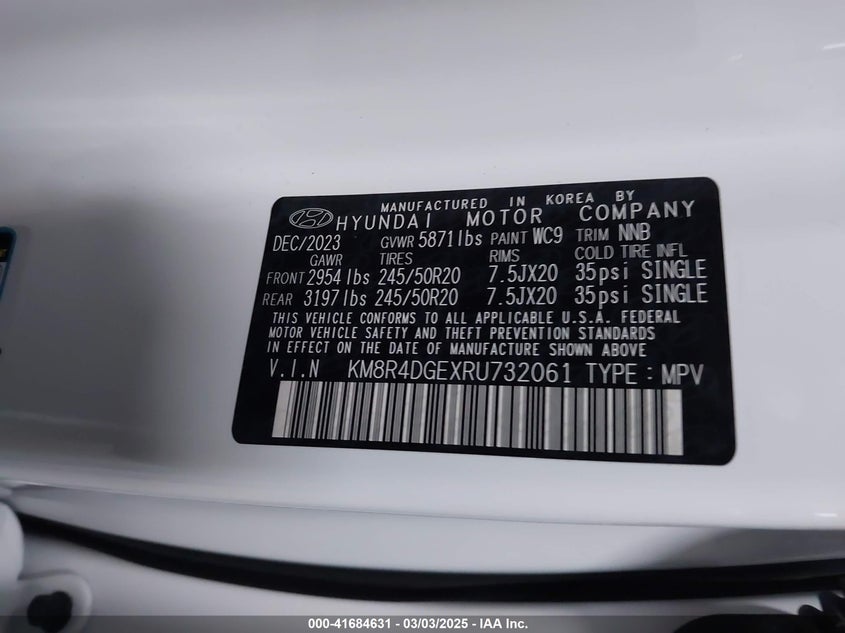 MANUFACTURED IN KOREA BY
HYUNDAI MOTOR COMPANY
DEC/2023 GVWR 5871lbs PAINT WC9 TRIM NNB
GAWR TIRES RIMS COLD TIRE INFL
FRONT 2954lbs 245/50R20 7.5JX20 35psi SINGLE
REAR 3197lbs 245/50R20 7.5JX20 35psi SINGLE
THIS VEHICLE CONFORMS TO ALL APPLICABLE U.S.A. FEDERAL
MOTOR VEHICLE SAFETY AND THEFT PREVENTION STANDARDS
IN EFFECT ON THE DATE OF MANUFACTURE SHOWN ABOVE
V.I.N KM8R4DGEXRU732061 TYPE : MPV
000-41684631 - 03/03/2025 - IAA Inc.